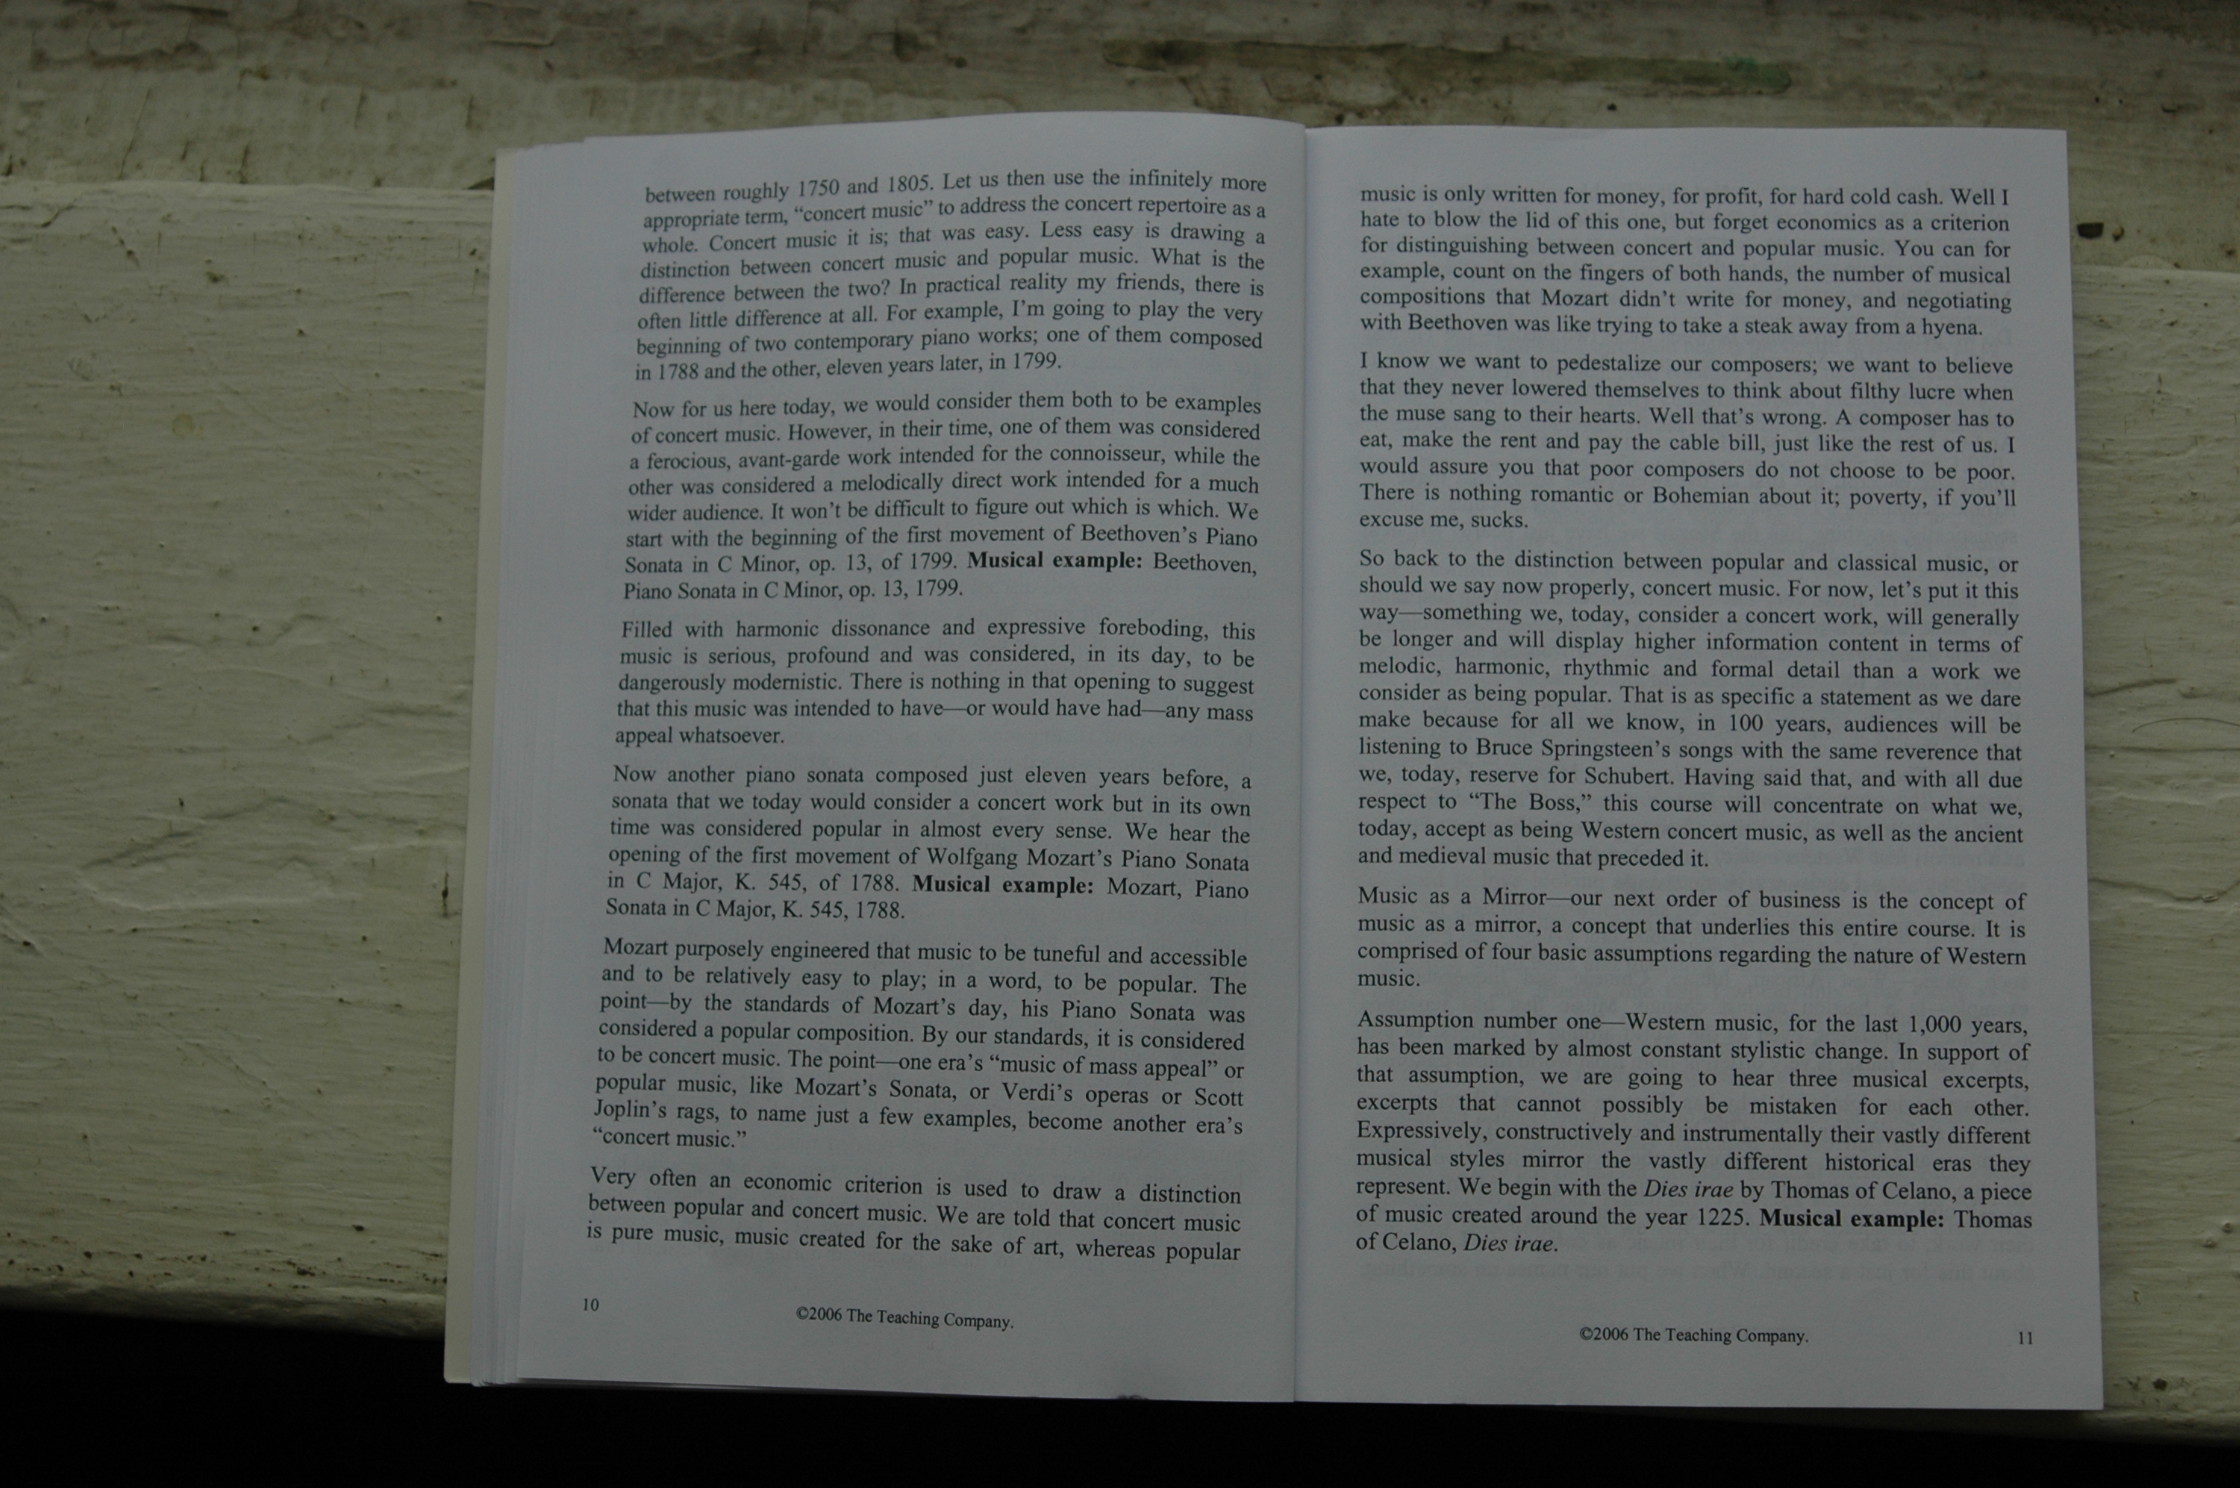 between roughly 1750 and 1805. Let us then use the infinitely more
appropriate term, “concert music” to address the concert repertoire as a
whole. Concert music it is; that was easy. Less easy is drawing a
distinction between concert music and popular music. What is the
difference between the two? In practical reality my friends, there is
often little difference at all. For example, I’m going to play the very
beginning of two contemporary piano works; one of them composed
in 1788 and the other, eleven years later, in 1799.
Now for us here today, we would consider them both to be examples
of concert music. However, in their time, one of them was considered
a ferocious, avant-garde work intended for the connoisseur, while the
other was considered a melodically direct work intended for a much
wider audience. It won’t be difficult to figure out which is which. We
start with the beginning of the first movement of Beethoven’s Piano
Sonata in C Minor, op. 13, of 1799. Musical example: Beethoven,
Piano Sonata in C Minor, op. 13, 1799.
Filled with harmonic dissonance and expressive foreboding, this
music is serious, profound and was considered, in its day, to be
dangerously modernistic. There is nothing in that opening to suggest
that this music was intended to have—or would have had—any mass
appeal whatsoever.
Now another piano sonata composed just eleven years before, a
sonata that we today would consider a concert work but in its own
time was considered popular in almost every sense. We hear the
opening of the first movement of Wolfgang Mozart’s Piano Sonata
in C Major, K. 545, of 1788. Musical example: Mozart, Piano
Sonata in C Major, K. 545, 1788.
Mozart purposely engineered that music to be tuneful and accessible
and to be relatively easy to play; in a word, to be popular. The
point—by the standards of Mozart’s day, his Piano Sonata was
considered a popular composition. By our standards, it is considered
to be concert music. The point—one era’s “music of mass appeal” or
popular music, like Mozart’s Sonata, or Verdi’s operas or Scott
Joplin’s rags, to name just a few examples, become another era’s
“concert music.”
Very often an economic criterion is used to draw a distinction
between popular and concert music. We are told that concert music
is pure music, music created for the sake of art, whereas popular
10
©2006 The Teaching Company.
music is only written for money, for profit, for hard cold cash. Well I
hate to blow the lid of this one, but forget economics as a criterion
for distinguishing between concert and popular music. You can for
example, count on the fingers of both hands, the number of musical
compositions that Mozart didn’t write for money, and negotiating
with Beethoven was like trying to take a steak away from a hyena.
I know we want to pedestalize our composers; we want to believe
that they never lowered themselves to think about filthy lucre when
the muse sang to their hearts. Well that’s wrong. A composer has to
eat, make the rent and pay the cable bill, just like the rest of us. I
would assure you that poor composers do not choose to be poor.
There is nothing romantic or Bohemian about it; poverty, if you’ll
excuse me, sucks.
So back to the distinction between popular and classical music, or
should we say now properly, concert music. For now, let’s put it this
way—something we, today, consider a concert work, will generally
be longer and will display higher information content in terms of
melodic, harmonic, rhythmic and formal detail than a work we
consider as being popular. That is as specific a statement as we dare
make because for all we know, in 100 years, audiences will be
listening to Bruce Springsteen’s songs with the same reverence that
we, today, reserve for Schubert. Having said that, and with all due
respect to “The Boss,” this course will concentrate on what we,
today, accept as being Western concert music, as well as the ancient
and medieval music that preceded it.
Music as a Mirror—our next order of business is the concept of
music as a mirror, a concept that underlies this entire course. It is
comprised of four basic assumptions regarding the nature of Western
music.
Assumption number one—Western music, for the last 1,000 years,
has been marked by almost constant stylistic change. In support of
that assumption, we are going to hear three musical excerpts,
excerpts that cannot possibly be mistaken for each other.
Expressively, constructively and instrumentally their vastly different
musical styles mirror the vastly different historical eras they
represent. We begin with the Dies irae by Thomas of Celano, a piece
of music created around the year 1225. Musical example: Thomas
of Celano, Dies irae.
©2006 The Teaching Company.
11